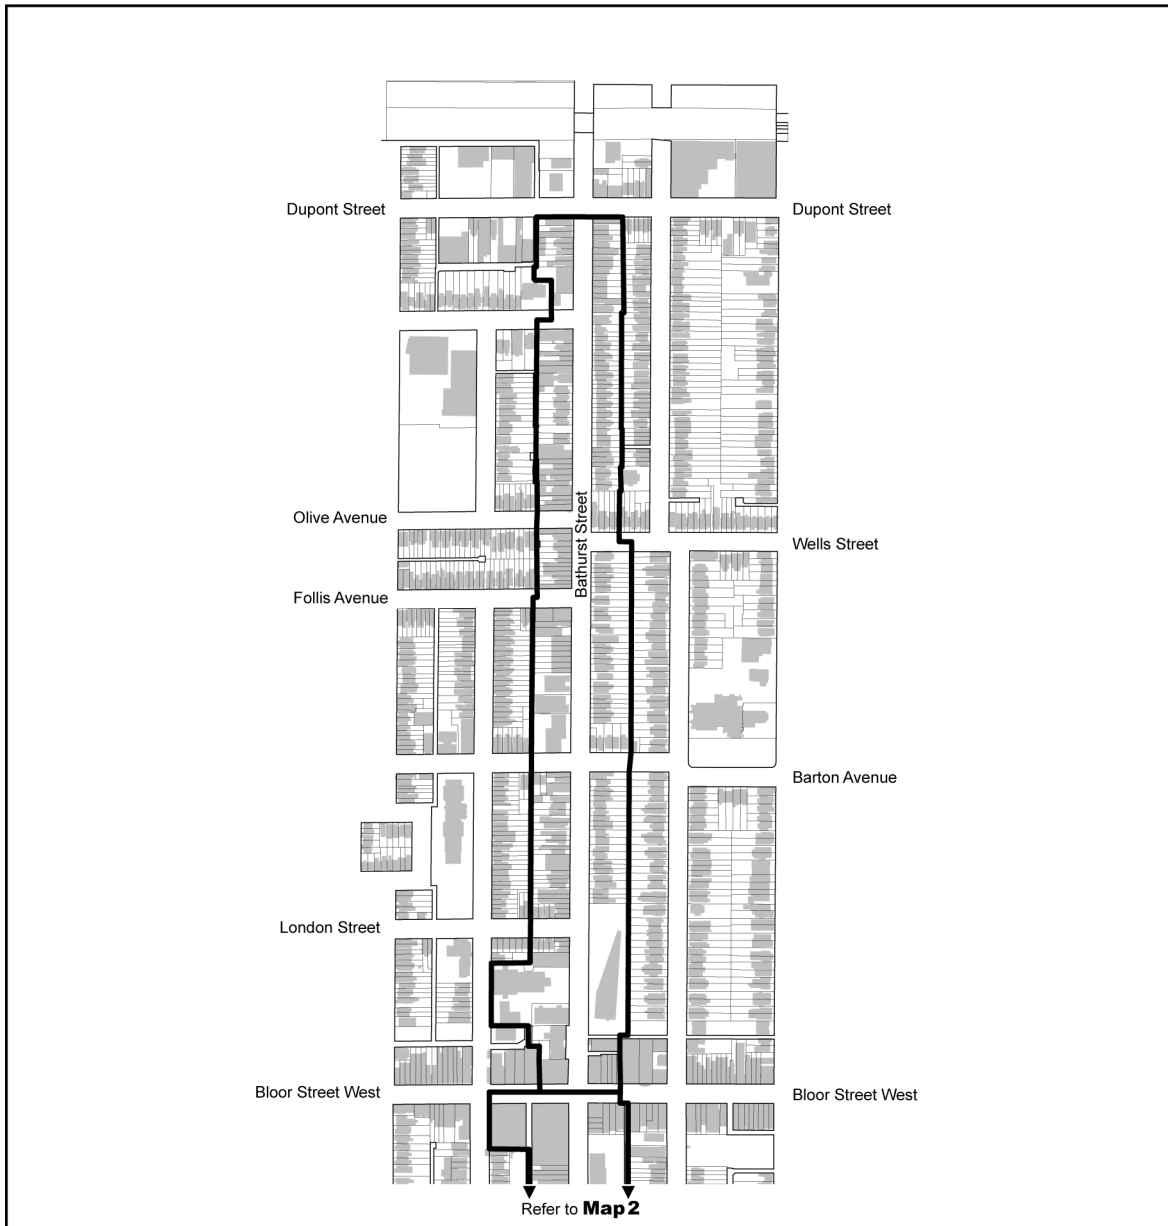 Dupont Street
Dupont Street
Olive Avenue
Bathurst Street
Wells Street
Follis Avenue
Barton Avenue
London Street
Bloor Street West
Bloor Street West
Refer to Map 2